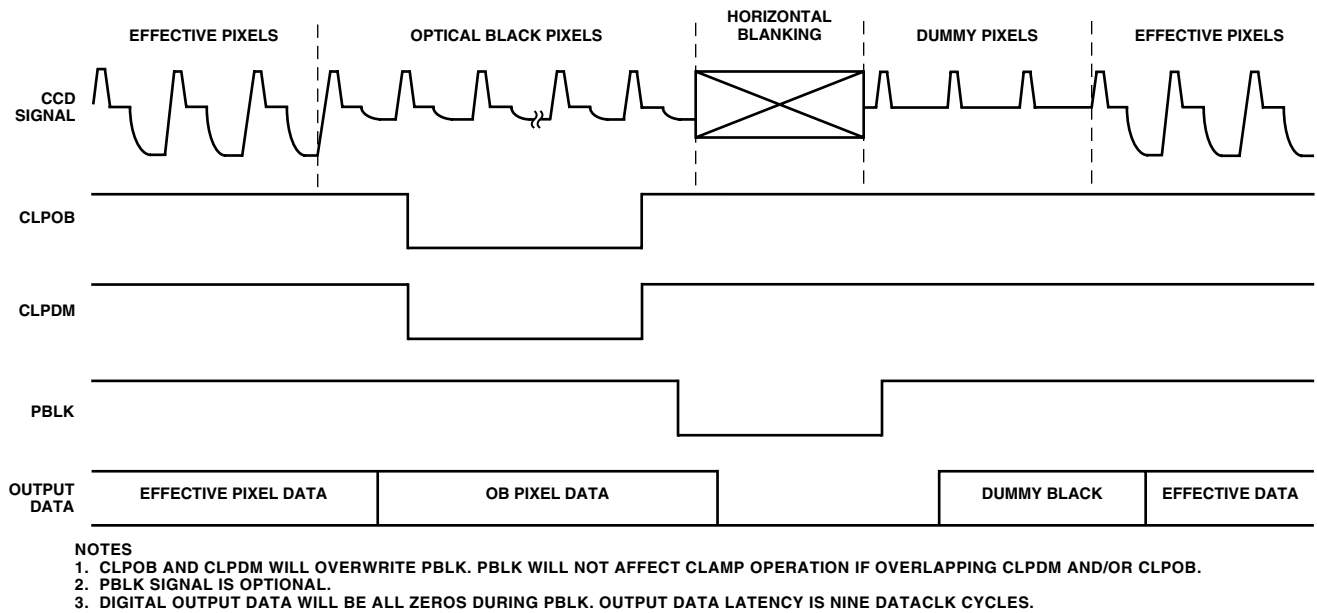 EFFECTIVE PIXELS
OPTICAL BLACK PIXELS
HORIZONTAL
BLANKING
DUMMY PIXELS
EFFECTIVE PIXELS
CCD
SIGNAL
CLPOB
CLPDM
PBLK
OUTPUT
DATA
EFFECTIVE PIXEL DATA
OB PIXEL DATA
DUMMY BLACK
EFFECTIVE DATA
NOTES
1. CLPOB AND CLPDM WILL OVERWRITE PBLK. PBLK WILL NOT AFFECT CLAMP OPERATION IF OVERLAPPING CLPDM AND/OR CLPOB.
2. PBLK SIGNAL IS OPTIONAL.
3. DIGITAL OUTPUT DATA WILL BE ALL ZEROS DURING PBLK. OUTPUT DATA LATENCY IS NINE DATACLK CYCLES.